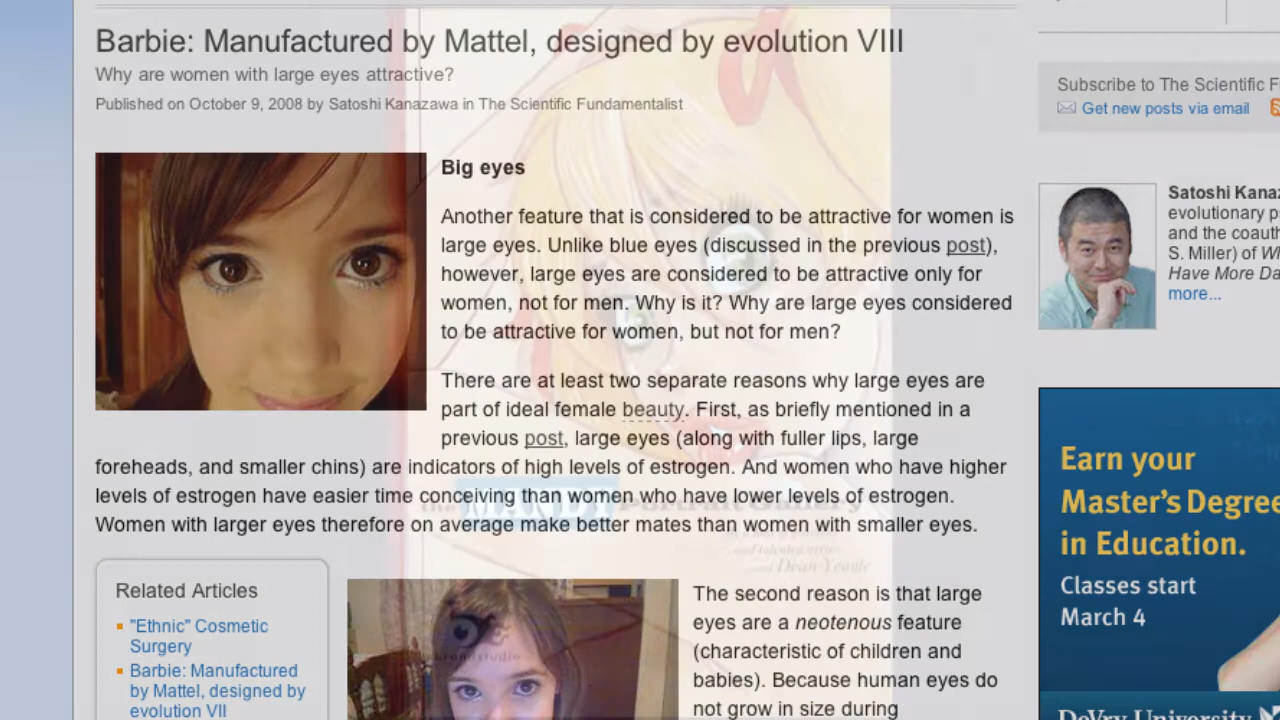 Barbie: Manufactured by Mattel, designed by evolution VIII
Why are women with large eyes attractive?
Published on October 9, 2008 by Satoshi Kanazawa in The Scientific Fundamentalist
Big eyes
Another feature that is considered to be attractive for women is
large eyes. Unlike blue eyes (discussed in the previous post),
however, large eyes are considered to be attractive only for
women, not for men. Why is it? Why are large eyes considered
to be attractive for women, but not for men?
There are at least two separate reasons why large eyes are
part of ideal female beauty. First, as briefly mentioned in a
previous post, large eyes (along with fuller lips, large
foreheads, and smaller chins) are indicators of high levels of estrogen. And women who have higher
levels of estrogen have easier time conceiving than women who have lower levels of estrogen.
Women with larger eyes therefore on average make better mates than women with smaller eyes.
the MANDY Portrait Gallery
and talented artists
Dean Yeagle
Related Articles
"Ethnic" Cosmetic
Surgery
Barbie: Manufactured
by Mattel, designed by
evolution VII
The second reason is that large
eyes are a neotenous feature
(characteristic of children and
babies). Because human eyes do
not grow in size during
Subscribe to The Scientific F
Get new posts via email
Satoshi Kanaz
evolutionary p
and the coauth
S. Miller) of W
Have More Da
more...
Earn your
Master's Degree
in Education.
Classes start
March 4
DeVry University